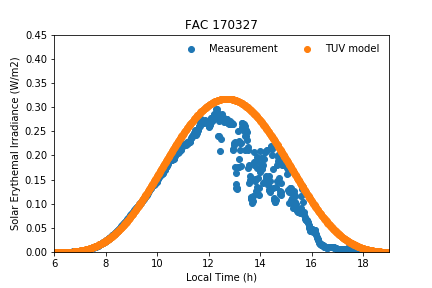 FAC 170327
Measurement TUV model
Solar Erythemal Irradiance (W/m2)
0.45
0.40
0.35
0.30
0.25
0.20
0.15
0.10
0.05
0.00
6 8 10 12 14 16 18
Local Time (h)